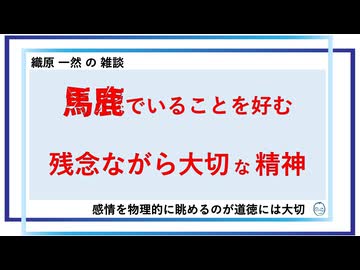 織原 一然 の 雑談
馬鹿でいることを好む
残念ながら大切な精神
感情を物理的に眺めるのが道徳には大切